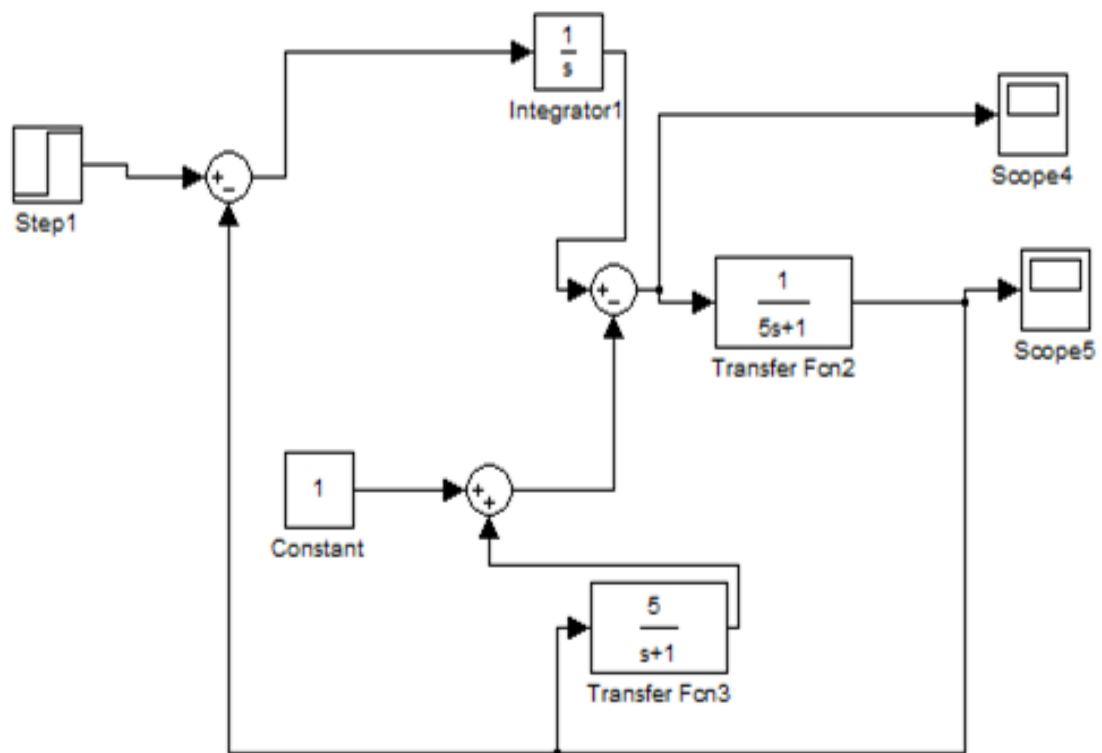 1
s
Integrator1
+
-
Step1
Scope4
+
-
1
5s+1
Transfer Fcn2
Scope5
1
Constant
+
+
5
s+1
Transfer Fcn3